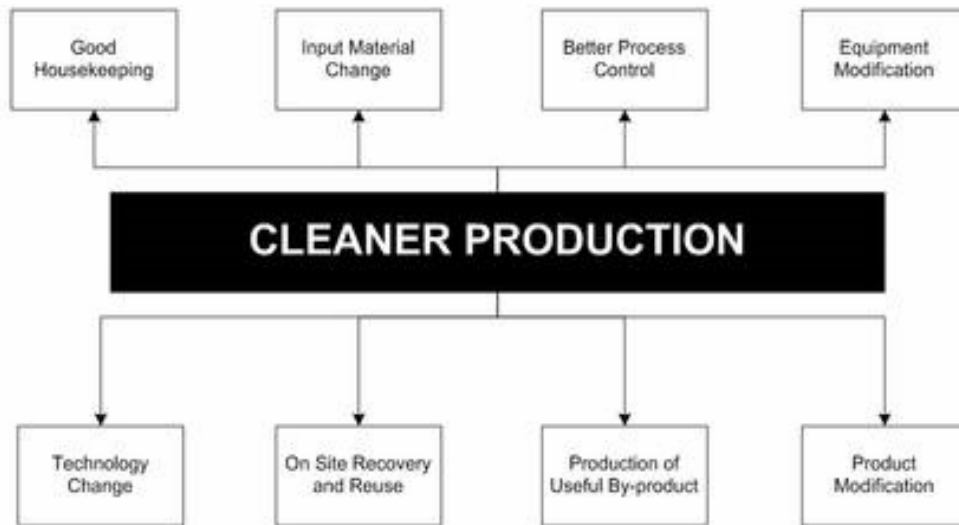 Good
Housekeeping
Input Material
Change
Better Process
Control
Equipment
Modification
CLEANER PRODUCTION
Technology
Change
On Site Recovery
and Reuse
Production of
Useful By-product
Product
Modification